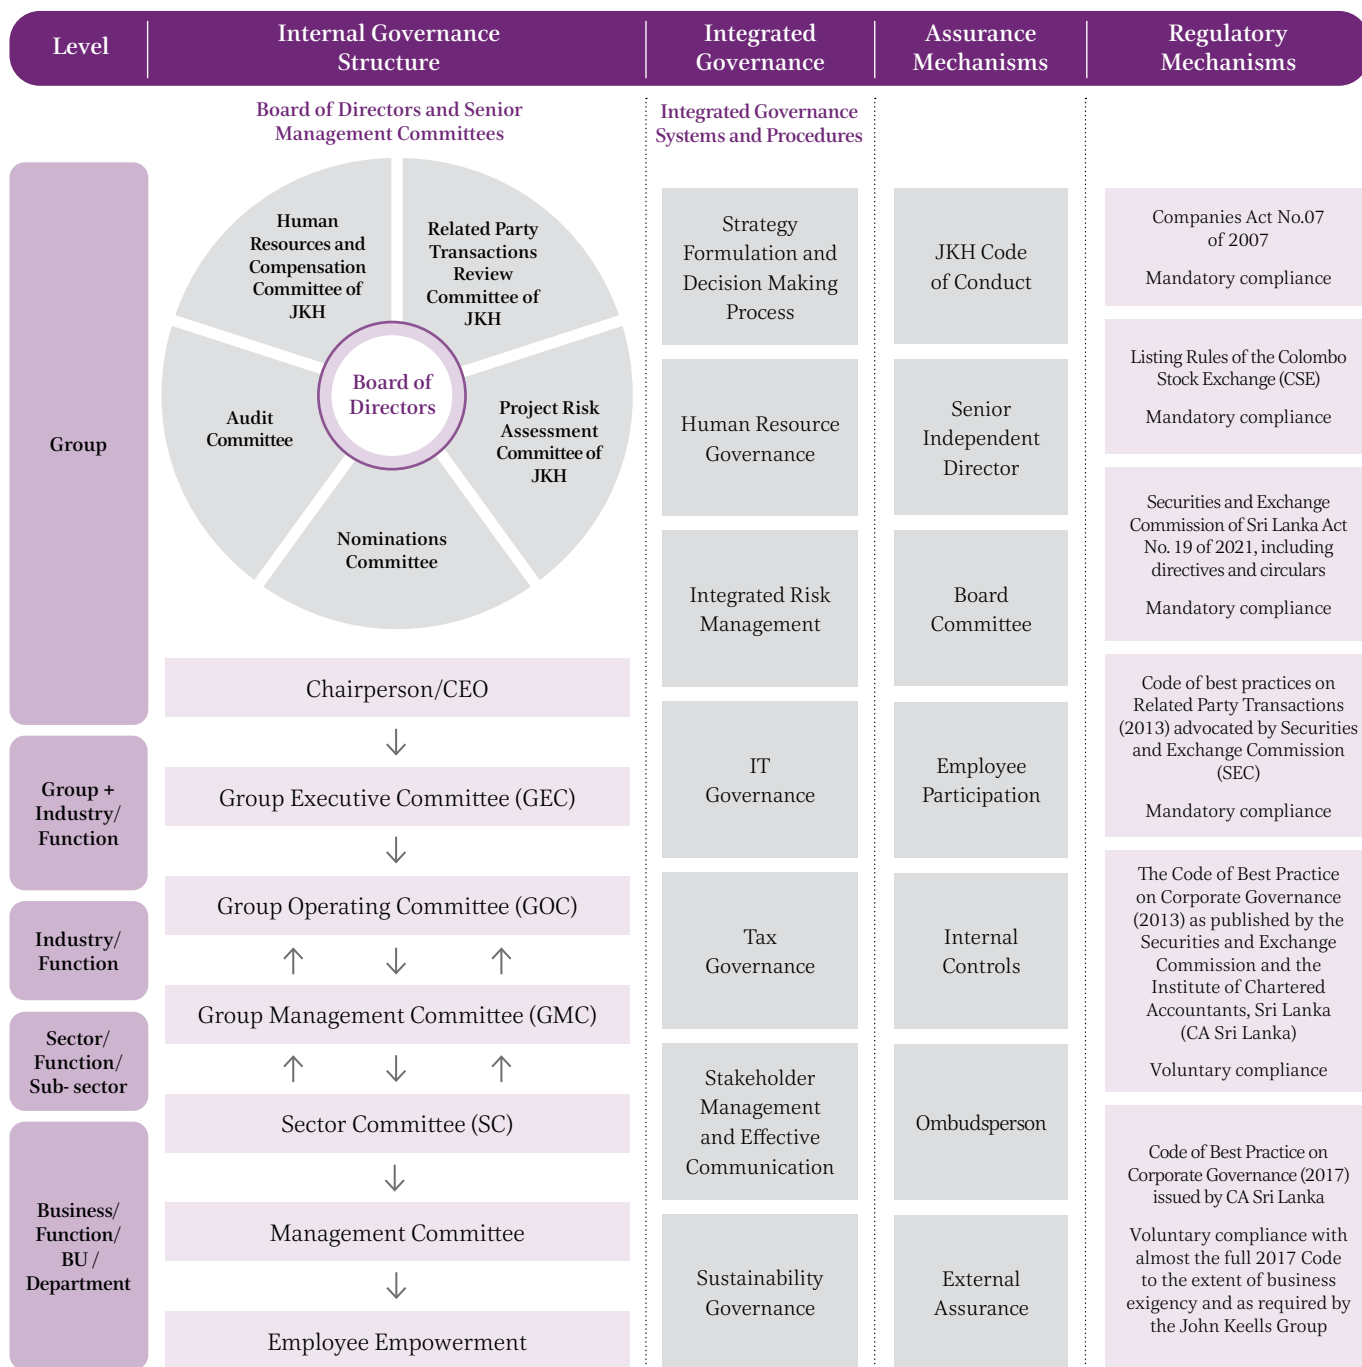 Level
Internal Governance
Structure
Integrated
Governance
Assurance
Mechanisms
Regulatory
Mechanisms
Board of Directors and Senior
Management Committees
Integrated Governance
Systems and Procedures
Group
Group +
Industry/
Function
Industry/
Function
Sector/
Function/
Sub- sector
Business/
Function/
BU /
Department
Human
Resources and
Compensation
Committee of
JKH
Related Party
Transactions
Review
Committee of
JKH
Audit
Committee
Board of
Directors
Project Risk
Assessment
Committee of
JKH
Nominations
Committee
Chairperson/CEO
↓
Group Executive Committee (GEC)
↓
Group Operating Committee (GOC)
↑ ↓ ↑
Group Management Committee (GMC)
↑ ↓ ↑
Sector Committee (SC)
↓
Management Committee
↓
Employee Empowerment
Strategy
Formulation and
Decision Making
Process
Human Resource
Governance
Integrated Risk
Management
IT
Governance
Tax
Governance
Stakeholder
Management
and Effective
Communication
Sustainability
Governance
JKH Code
of Conduct
Senior
Independent
Director
Board
Committee
Employee
Participation
Internal
Controls
Ombudsperson
External
Assurance
Companies Act No.07
of 2007
Mandatory compliance
Listing Rules of the Colombo
Stock Exchange (CSE)
Mandatory compliance
Securities and Exchange
Commission of Sri Lanka Act
No. 19 of 2021, including
directives and circulars
Mandatory compliance
Code of best practices on
Related Party Transactions
(2013) advocated by Securities
and Exchange Commission
(SEC)
Mandatory compliance
The Code of Best Practice
on Corporate Governance
(2013) as published by the
Securities and Exchange
Commission and the
Institute of Chartered
Accountants, Sri Lanka
(CA Sri Lanka)
Voluntary compliance
Code of Best Practice on
Corporate Governance (2017)
issued by CA Sri Lanka
Voluntary compliance with
almost the full 2017 Code
to the extent of business
exigency and as required by
the John Keells Group